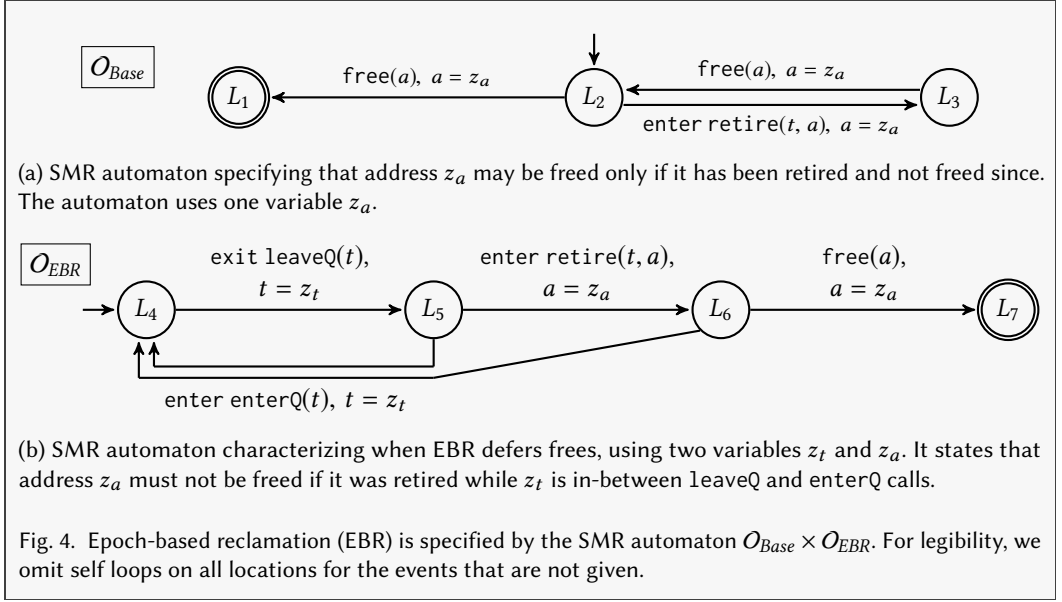 𝒪_Base
free(a), a = z_a
free(a), a = z_a
L_1
L_2
L_3
enter retire(t, a), a = z_a
(a) SMR automaton specifying that address z_a may be freed only if it has been retired and not freed since.
The automaton uses one variable z_a.
𝒪_EBR
exit leaveQ(t),
t = z_t
enter retire(t, a),
a = z_a
free(a),
a = z_a
L_4
L_5
L_6
L_7
enter enterQ(t), t = z_t
(b) SMR automaton characterizing when EBR defers frees, using two variables z_t and z_a. It states that
address z_a must not be freed if it was retired while z_t is in-between leaveQ and enterQ calls.
Fig. 4. Epoch-based reclamation (EBR) is specified by the SMR automaton 𝒪_Base × 𝒪_EBR. For legibility, we
omit self loops on all locations for the events that are not given.